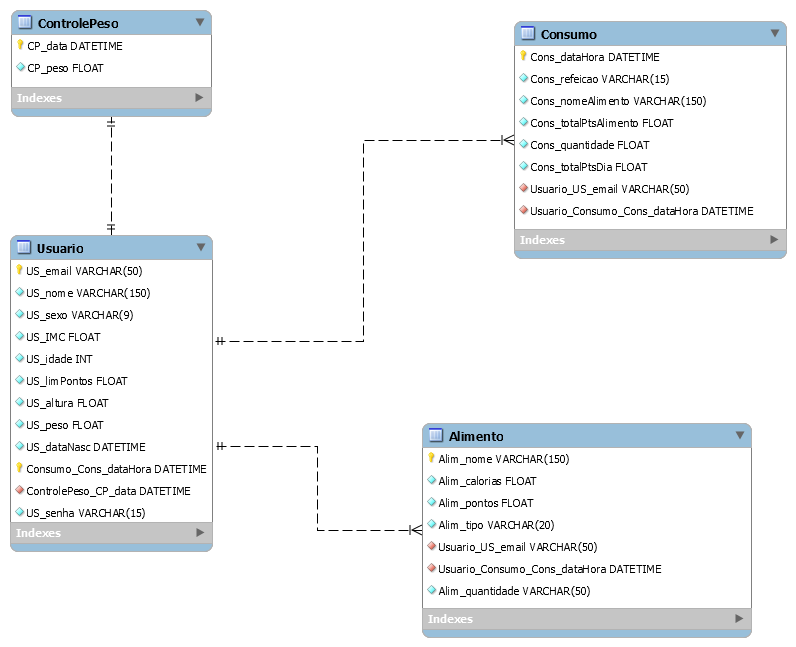 ControlePeso
CP_data DATETIME
CP_peso FLOAT
Indexes
Consumo
Cons_dataHora DATETIME
Cons_refeicao VARCHAR(15)
Cons_nomeAlimento VARCHAR(150)
Cons_totalPtsAlimento FLOAT
Cons_quantidade FLOAT
Cons_totalPtsDia FLOAT
Usuario_US_email VARCHAR(50)
Usuario_Consumo_Cons_dataHora DATETIME
Indexes
Usuario
US_email VARCHAR(50)
US_nome VARCHAR(150)
US_sexo VARCHAR(9)
US_IMC FLOAT
US_idade INT
US_limPontos FLOAT
US_altura FLOAT
US_peso FLOAT
US_dataNasc DATETIME
Consumo_Cons_dataHora DATETIME
ControlePeso_CP_data DATETIME
US_senha VARCHAR(15)
Indexes
Alimento
Alim_nome VARCHAR(150)
Alim_calorias FLOAT
Alim_pontos FLOAT
Alim_tipo VARCHAR(20)
Usuario_US_email VARCHAR(50)
Usuario_Consumo_Cons_dataHora DATETIME
Alim_quantidade VARCHAR(50)
Indexes